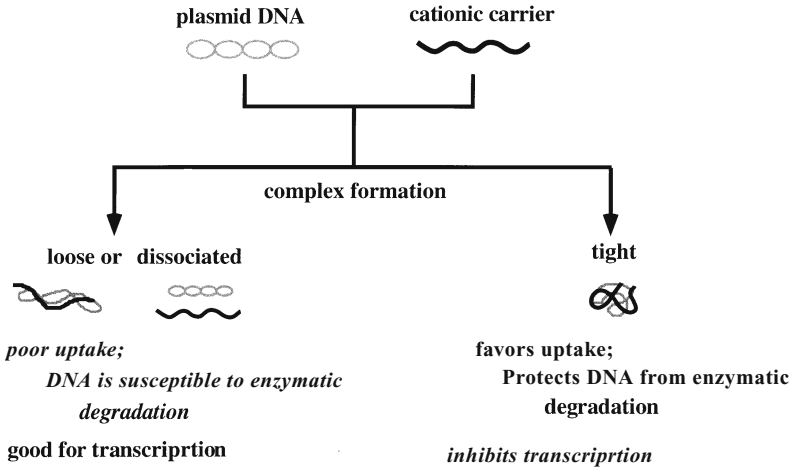 plasmid DNA
cationic carrier
complex formation
loose or dissociated
tight
poor uptake;
DNA is susceptible to enzymatic
degradation
good for transcriprtion
favors uptake;
Protects DNA from enzymatic
degradation
inhibits transcriprtion